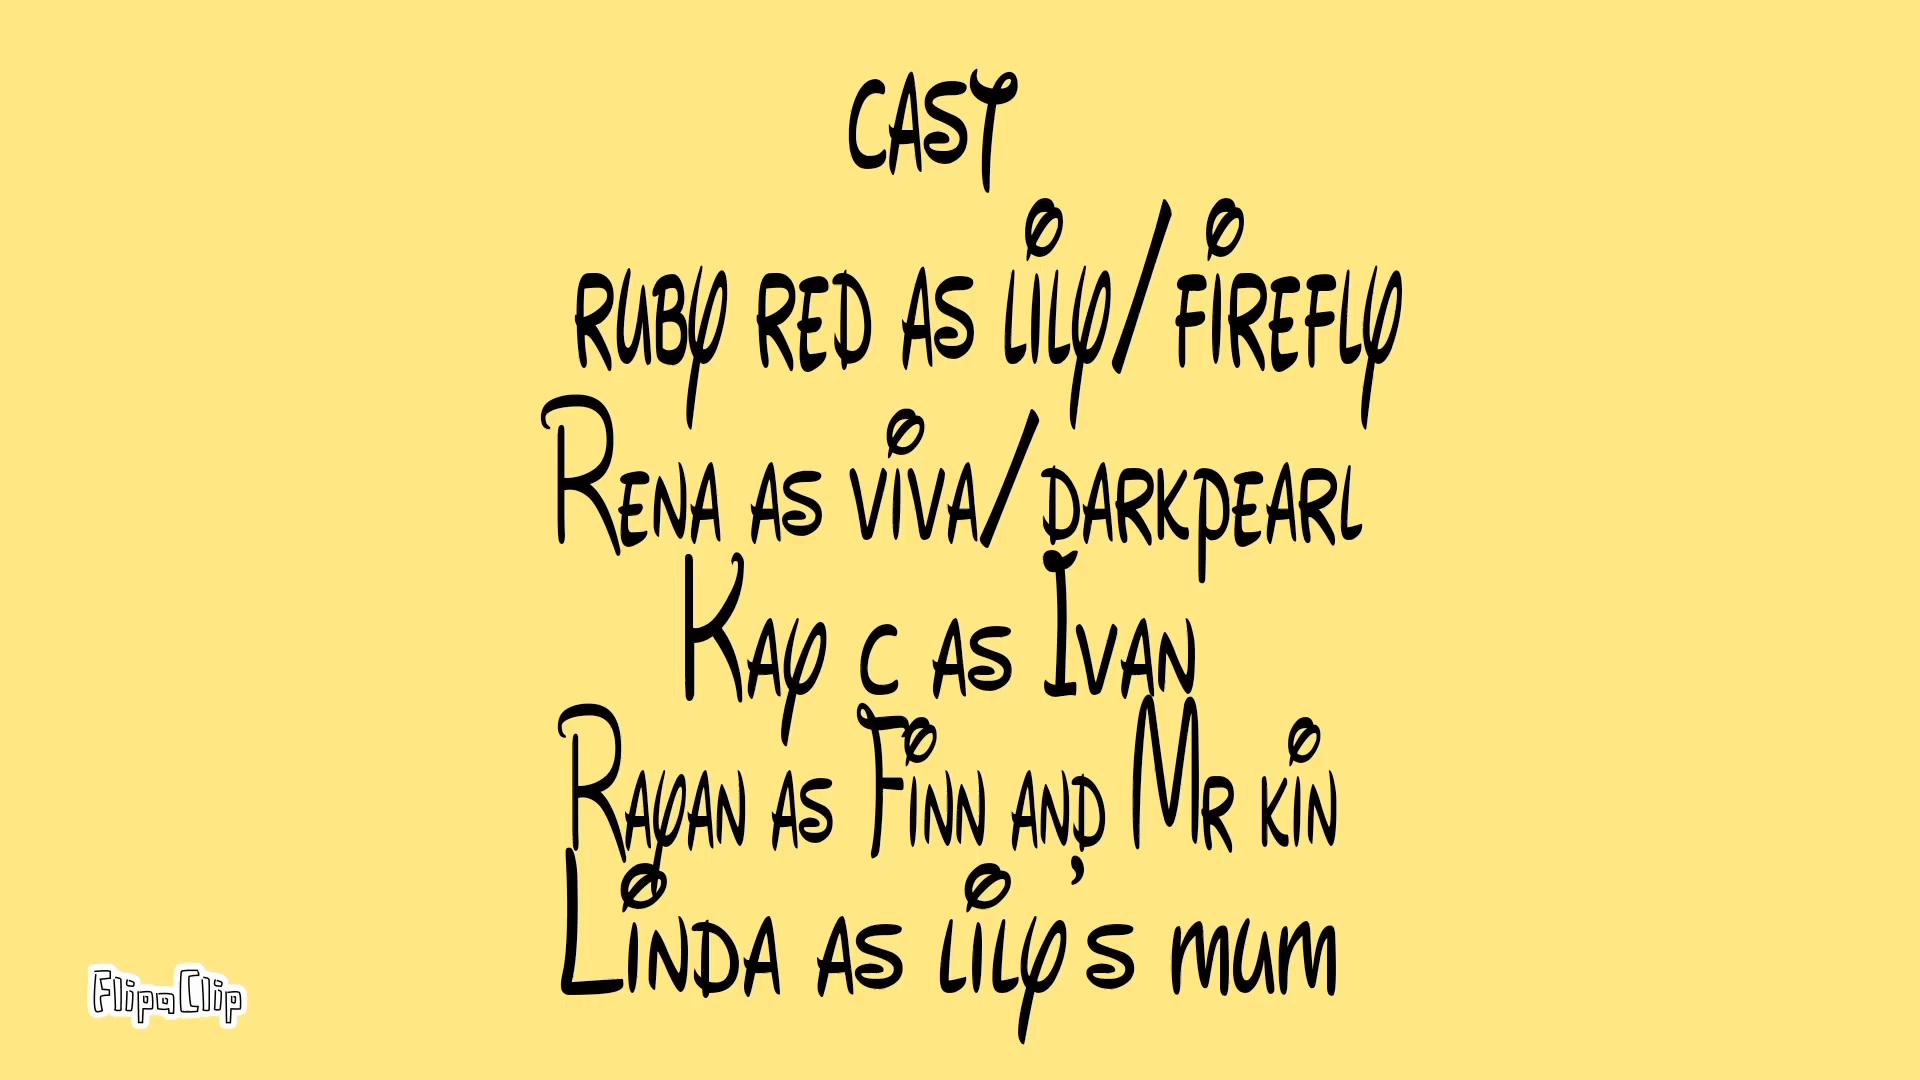 CAST
RUBY RED AS Lily/FIREFLY
RENA AS VIVA/DARKPEARL
KAY C AS IVAN
RAYAN AS FINN AND MR KIN
LINDA AS Lily'S MUM
FlipaClip